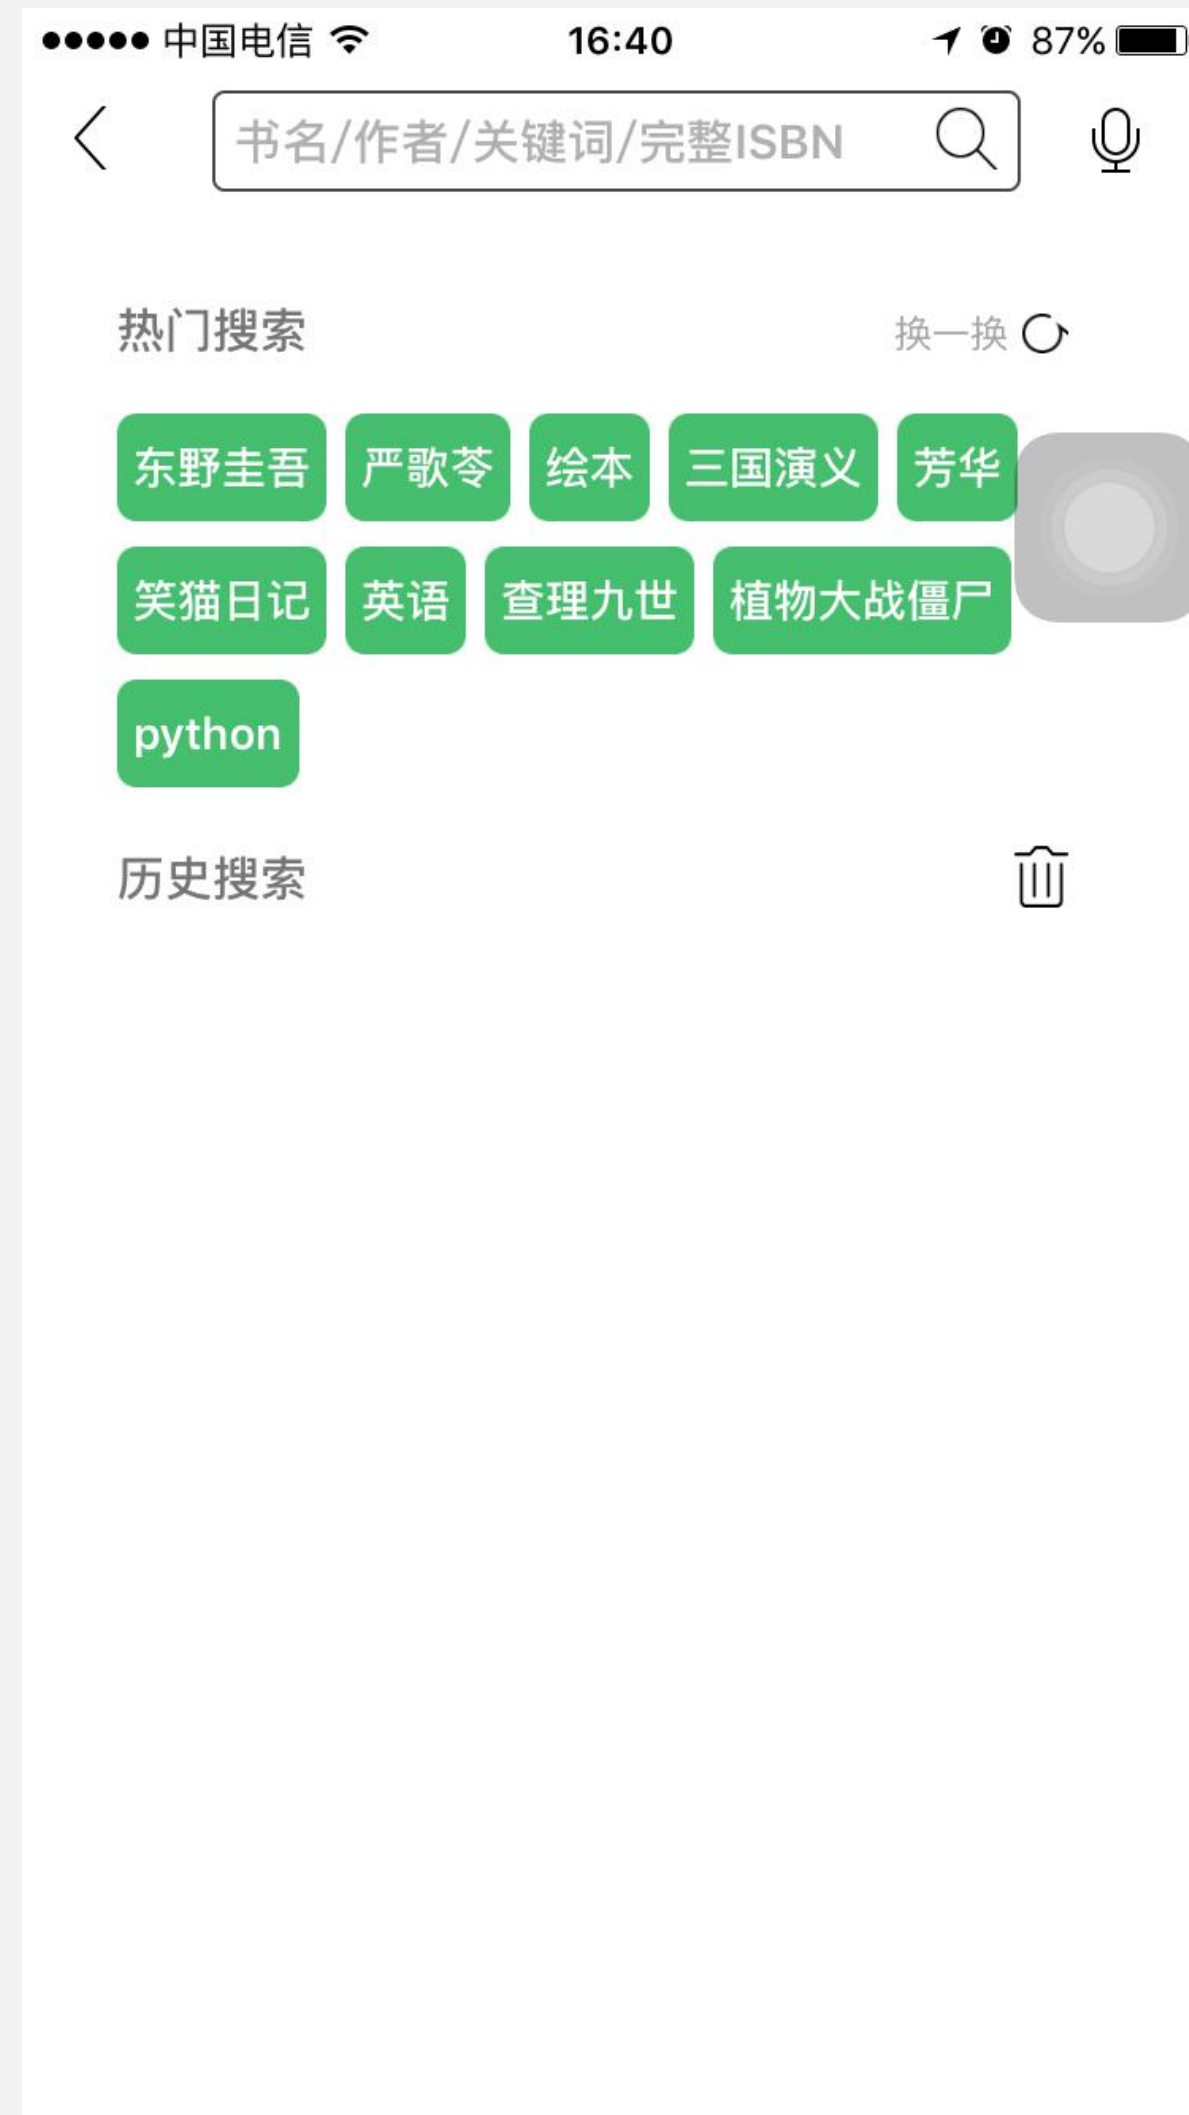 中国电信 16:40 87%
书名/作者/关键词/完整ISBN
热门搜索 换一换
东野圭吾 严歌苓 绘本 三国演义 芳华
笑猫日记 英语 查理九世 植物大战僵尸
python
历史搜索